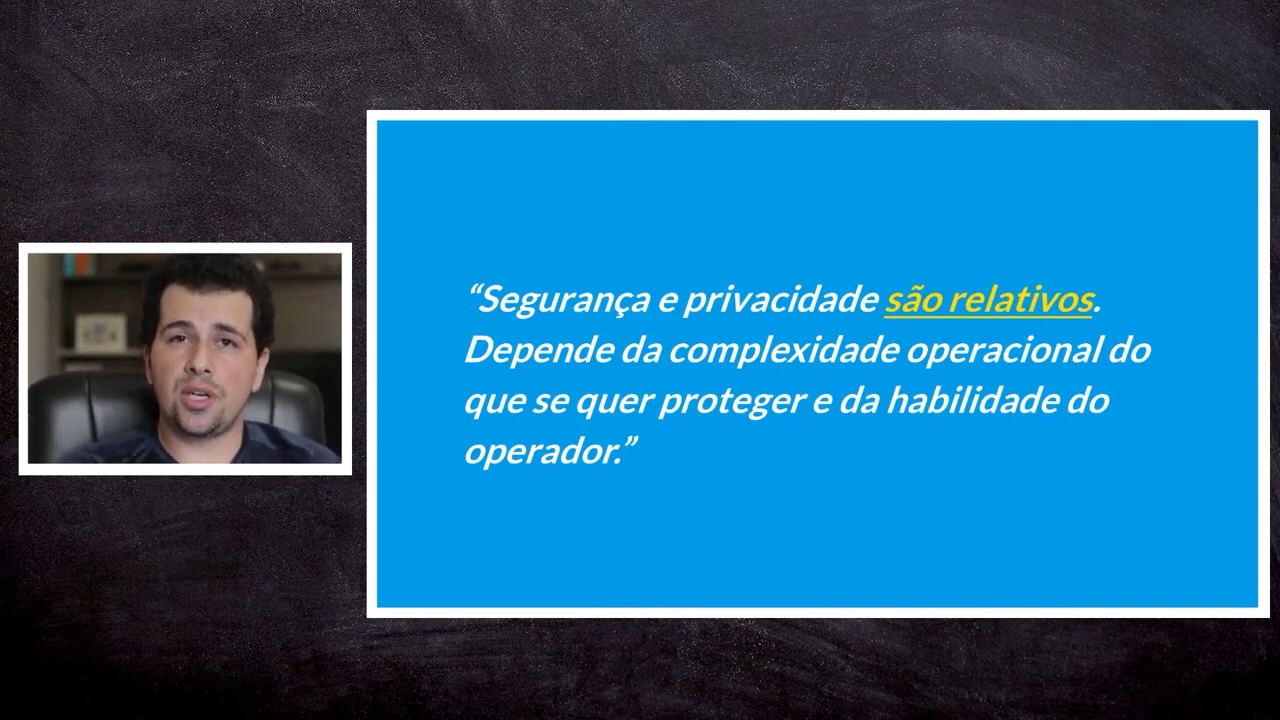 “Segurança e privacidade são relativos.
Depende da complexidade operacional do
que se quer proteger e da habilidade do
operador.”